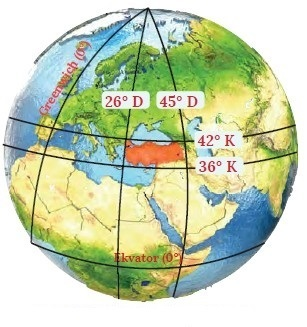 Greenwich (0°)
26° D
45° D
42° K
36° K
Ekvator (0°)